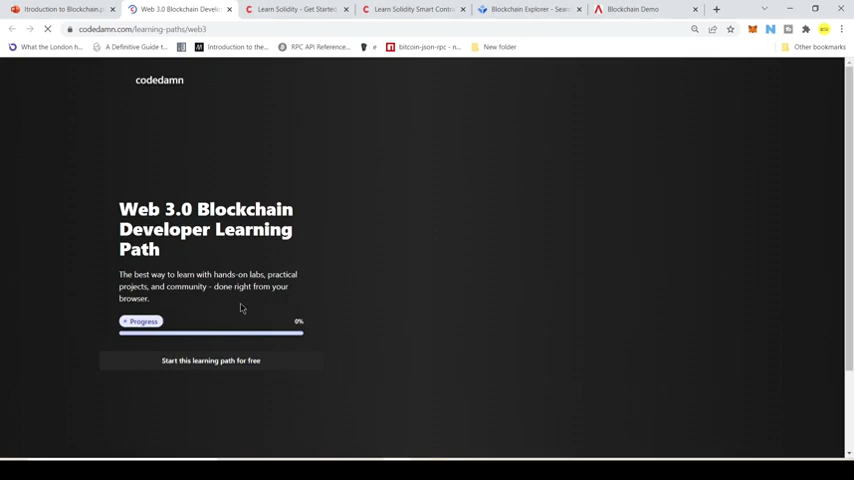 Itroduction to Blockchain.p
Web 3.0 Blockchain Develo
Learn Solidity - Get Started
Learn Solidity Smart Contra
Blockchain Explorer - Sear
Blockchain Demo
codedamn.com/learning-paths/web3
What the London h...
A Definitive Guide t...
Introduction to the...
RPC API Reference...
e
bitcoin-json-rpc - n...
New folder
Other bookmarks
codedamn
Web 3.0 Blockchain
Developer Learning
Path
The best way to learn with hands-on labs, practical
projects, and community - done right from your
browser.
Progress
0%
Start this learning path for free